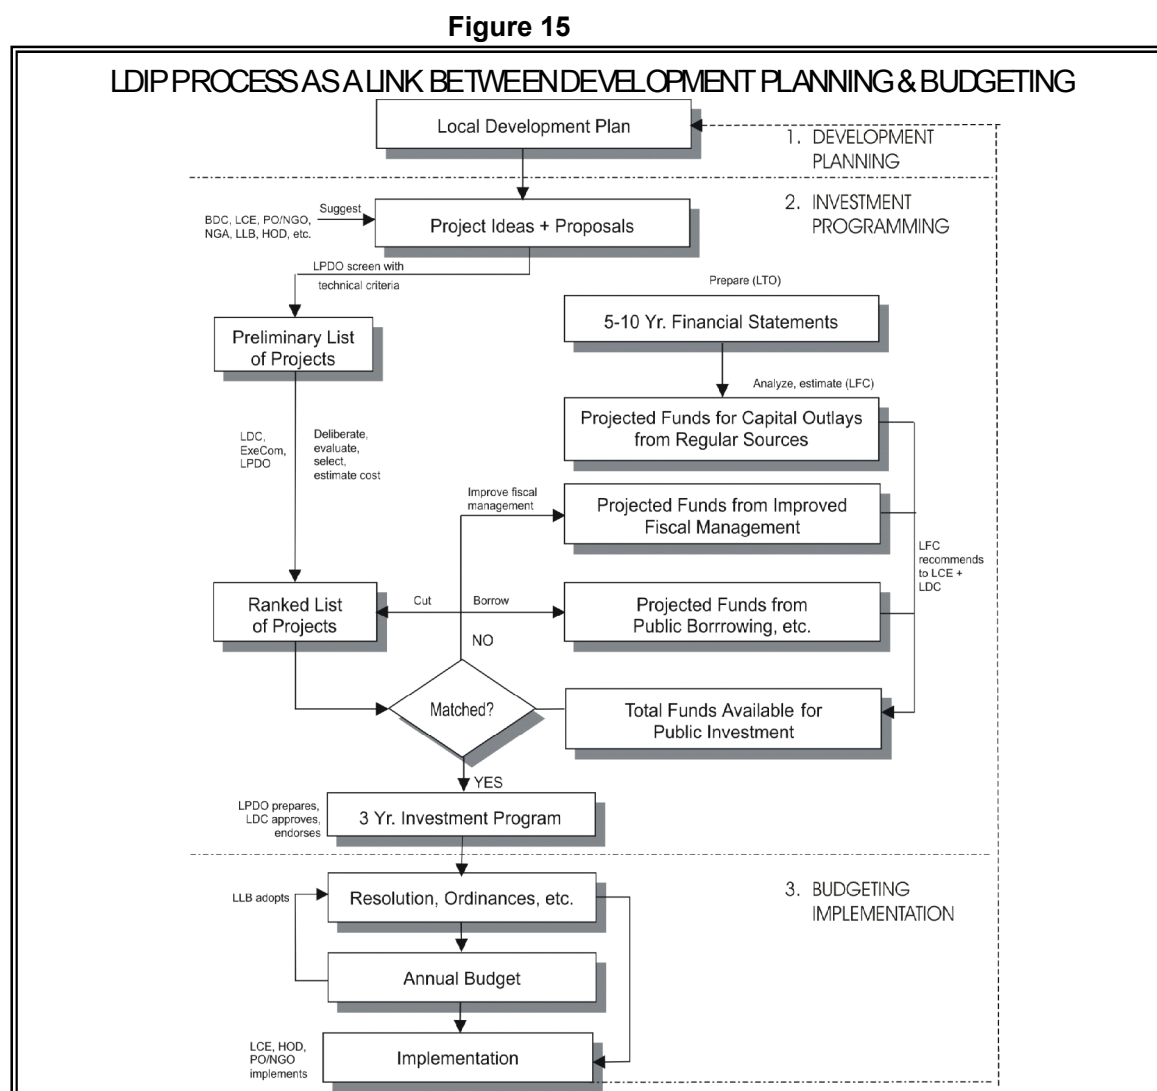 Figure 15
LDIP PROCESS AS A LINK BETWEEN DEVELOPMENT PLANNING & BUDGETING
Local Development Plan
1. DEVELOPMENT
PLANNING
2. INVESTMENT
PROGRAMMING
BDC, LCE, PO/NGO,
NGA, LLB, HOD, etc.
Suggest
Project Ideas + Proposals
LPDO screen with
technical criteria
Prepare (LTO)
5-10 Yr. Financial Statements
Preliminary List
of Projects
Analyze, estimate (LFC)
Projected Funds for Capital Outlays
from Regular Sources
LDC,
ExeCom,
LPDO
Deliberate,
evaluate,
select,
estimate cost
Improve fiscal
management
Projected Funds from Improved
Fiscal Management
LFC
recommends
to LCE +
LDC
Ranked List
of Projects
Cut
Borrow
Projected Funds from
Public Borrrowing, etc.
NO
Matched?
Total Funds Available for
Public Investment
YES
LPDO prepares,
LDC approves,
endorses
3 Yr. Investment Program
3. BUDGETING
IMPLEMENTATION
LLB adopts
Resolution, Ordinances, etc.
Annual Budget
LCE, HOD,
PO/NGO
implements
Implementation